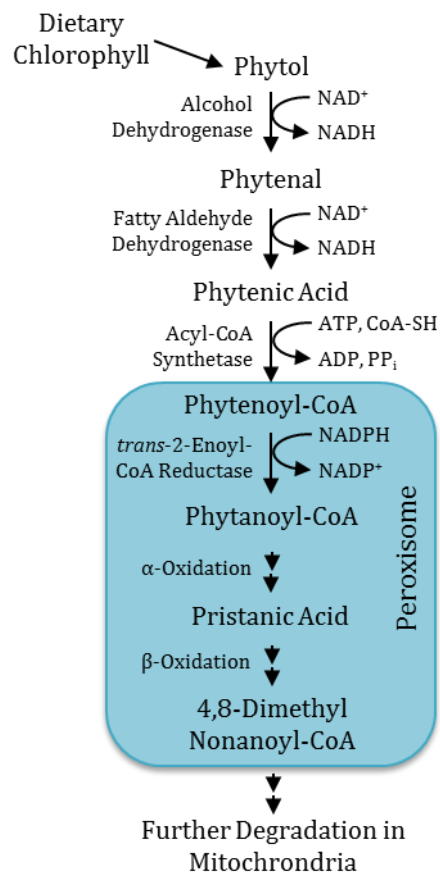 Dietary
Chlorophyll
Phytol
Alcohol
Dehydrogenase
NAD⁺
NADH
Phytenal
Fatty Aldehyde
Dehydrogenase
NAD⁺
NADH
Phytenic Acid
Acyl-CoA
Synthetase
ATP, CoA-SH
ADP, PPᵢ
Phytenoyl-CoA
trans-2-Enoyl-
CoA Reductase
NADPH
NADP⁺
Phytanoyl-CoA
α-Oxidation
Pristanic Acid
β-Oxidation
4,8-Dimethyl
Nonanoyl-CoA
Peroxisome
Further Degradation in
Mitochrondria